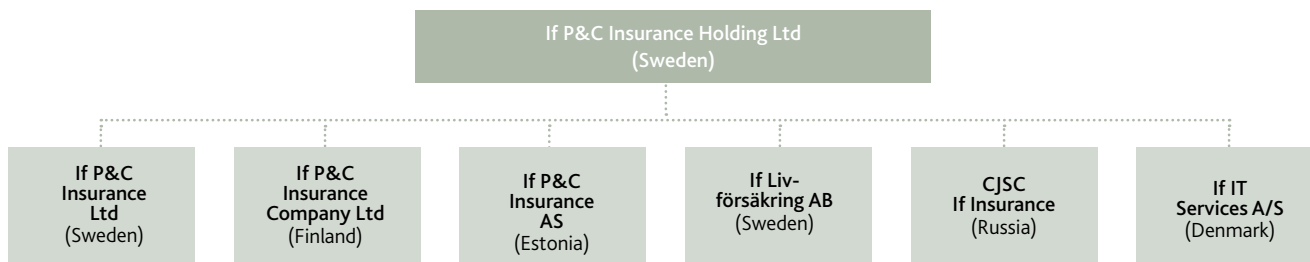 If P&C Insurance Holding Ltd
(Sweden)
If P&C
Insurance
Ltd
(Sweden)
If P&C
Insurance
Company Ltd
(Finland)
If P&C
Insurance
AS
(Estonia)
If Liv-
försäkring AB
(Sweden)
CJSC
If Insurance
(Russia)
If IT
Services A/S
(Denmark)